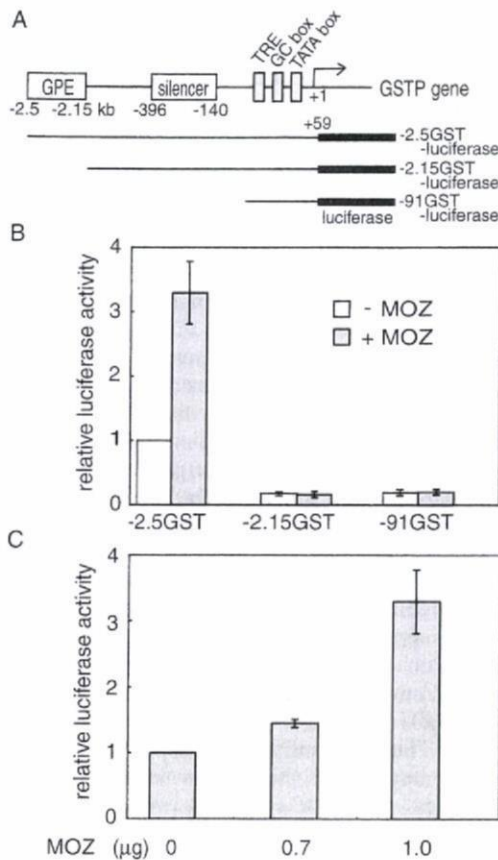 A
TRE
GC box
TATA box
GPE
silencer
+1
GSTP gene
-2.5 -2.15 kb -396 -140
+59
-2.5GST
-luciferase
-2.15GST
-luciferase
-91GST
luciferase -luciferase
B
relative luciferase activity
4
3
2
1
0
- MOZ
+ MOZ
-2.5GST -2.15GST -91GST
C
relative luciferase activity
4
3
2
1
0
MOZ (μg) 0 0.7 1.0